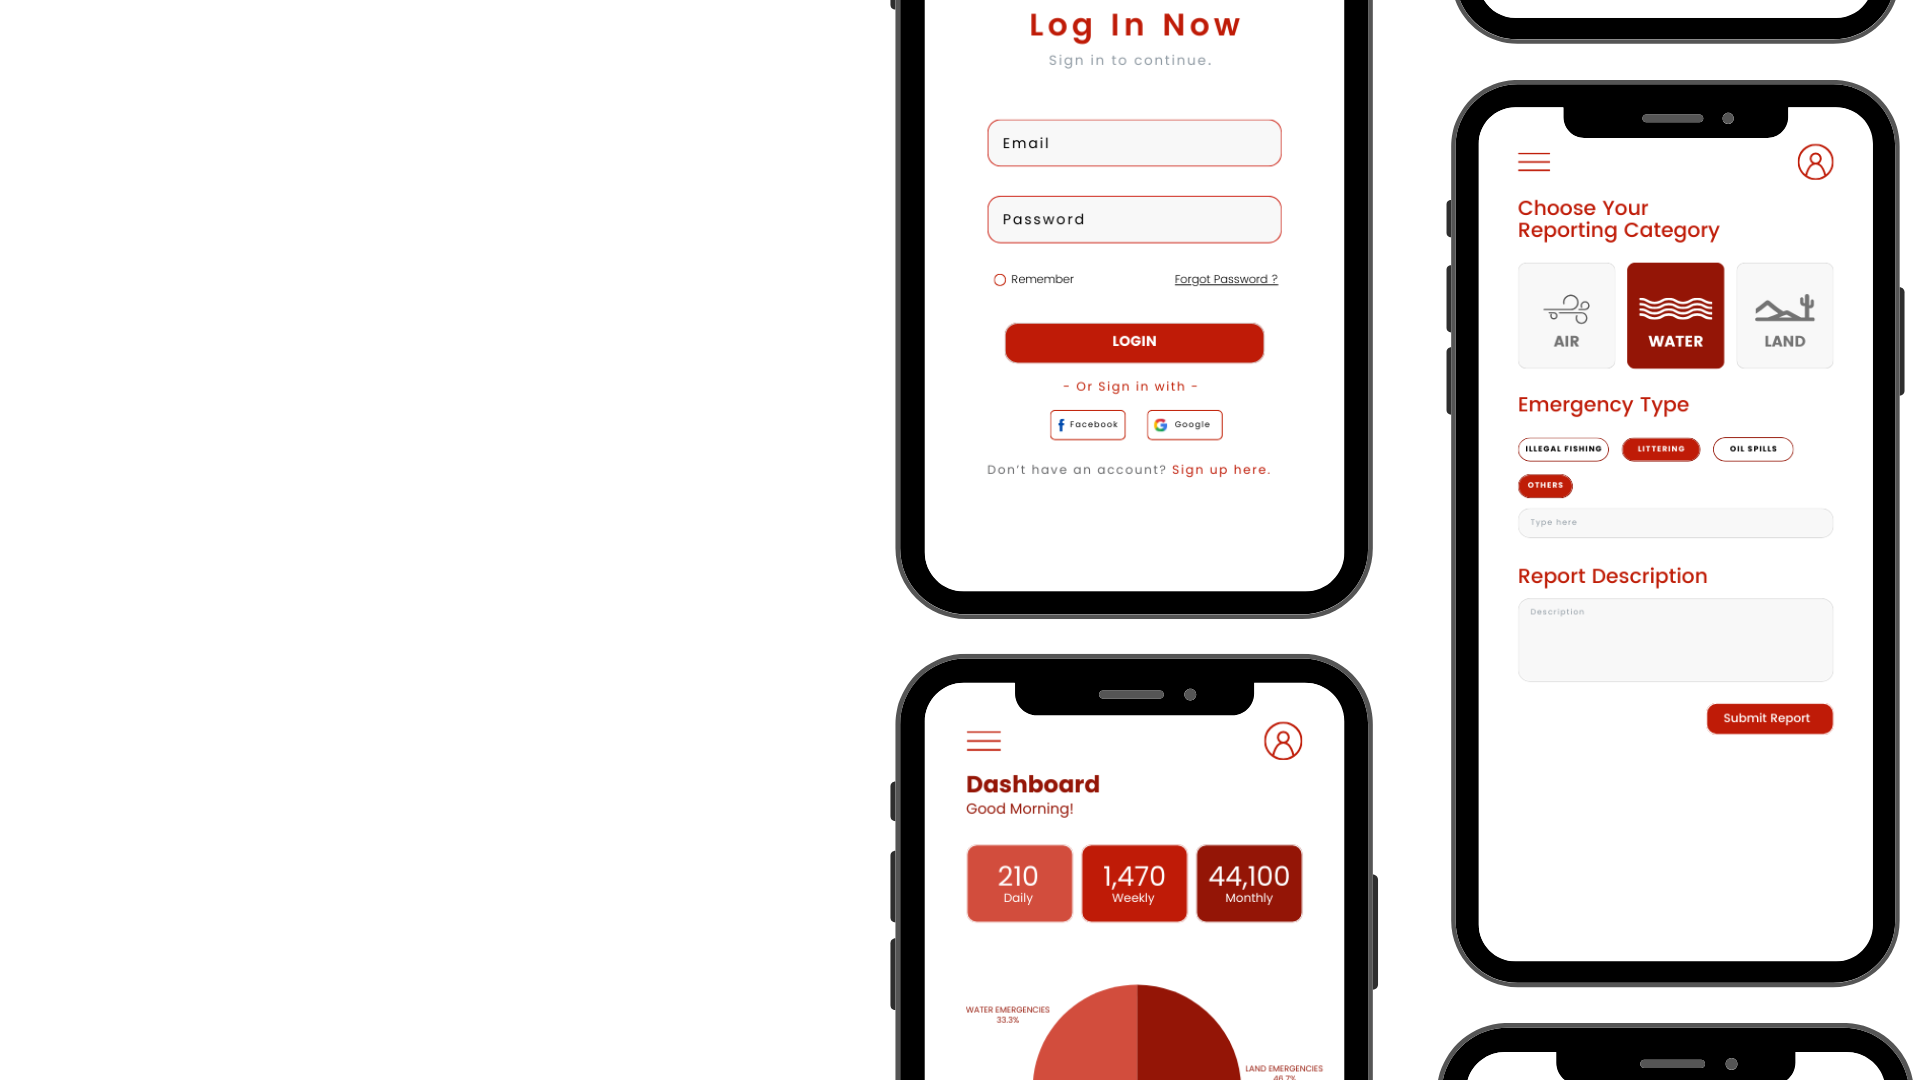 Log In Now
Sign in to continue.
Email
Password
Remember
Forgot Password ?
LOGIN
- Or Sign in with -
Facebook
Google
Don't have an account? Sign up here.
Dashboard
Good Morning!
210
Daily
1,470
Weekly
44,100
Monthly
WATER EMERGENCIES
33.3%
LAND EMERGENCIES
46.7%
Choose Your
Reporting Category
AIR
WATER
LAND
Emergency Type
ILLEGAL FISHING
LITTERING
OIL SPILLS
OTHERS
Type here
Report Description
Description
Submit Report